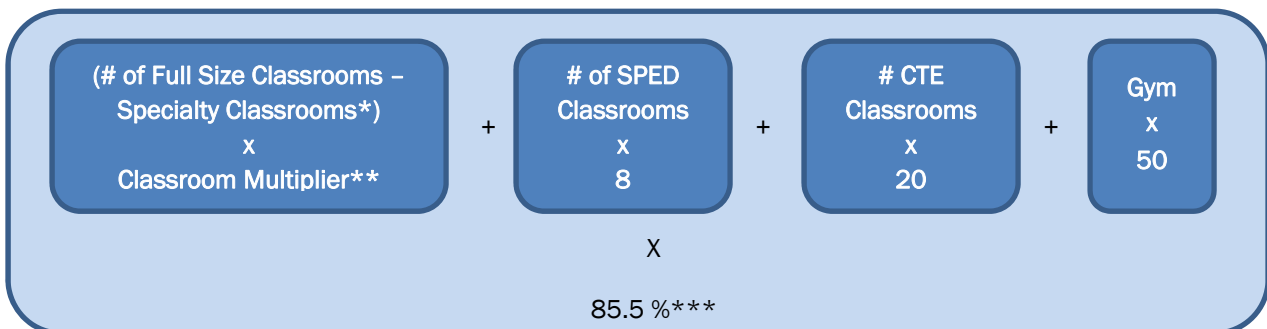 (# of Full Size Classrooms –
Specialty Classrooms*)
x
Classroom Multiplier**
+
# of SPED
Classrooms
x
8
+
# CTE
Classrooms
x
20
+
Gym
x
50
X
85.5 %***